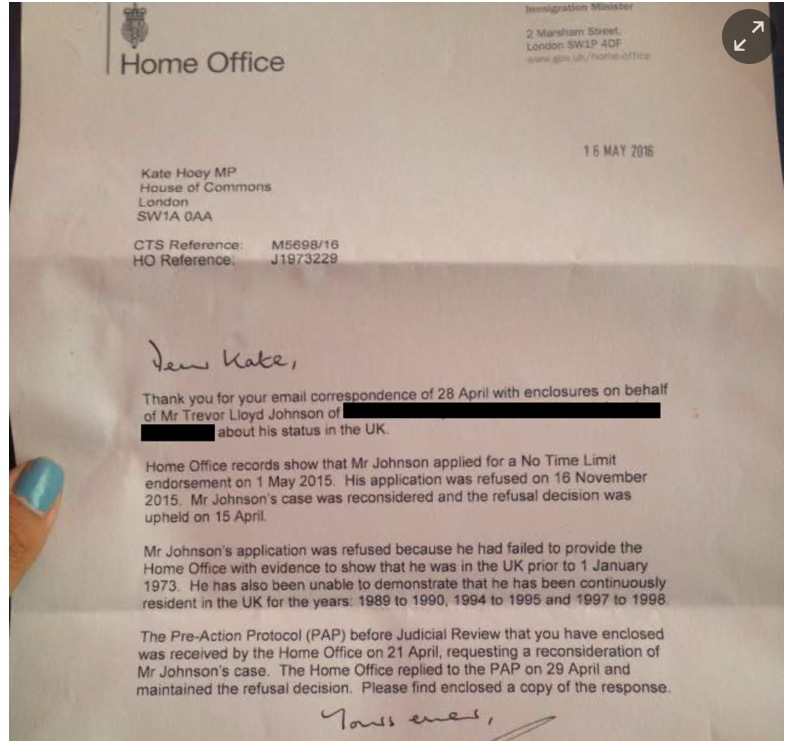 Home Office
Immigration Minister
2 Marsham Street,
London SW1P 4DF
www.gov.uk/home-office
16 MAY 2016
Kate Hoey MP
House of Commons
London
SW1A 0AA
CTS Reference: M5698/16
HO Reference: J1973229
Dear Kate,
Thank you for your email correspondence of 28 April with enclosures on behalf
of Mr Trevor Lloyd Johnson of
about his status in the UK.
Home Office records show that Mr Johnson applied for a No Time Limit
endorsement on 1 May 2015. His application was refused on 16 November
2015. Mr Johnson's case was reconsidered and the refusal decision was
upheld on 15 April.
Mr Johnson's application was refused because he had failed to provide the
Home Office with evidence to show that he was in the UK prior to 1 January
1973. He has also been unable to demonstrate that he has been continuously
resident in the UK for the years: 1989 to 1990, 1994 to 1995 and 1997 to 1998.
The Pre-Action Protocol (PAP) before Judicial Review that you have enclosed
was received by the Home Office on 21 April, requesting a reconsideration of
Mr Johnson's case. The Home Office replied to the PAP on 29 April and
maintained the refusal decision. Please find enclosed a copy of the response.
Yours ever,